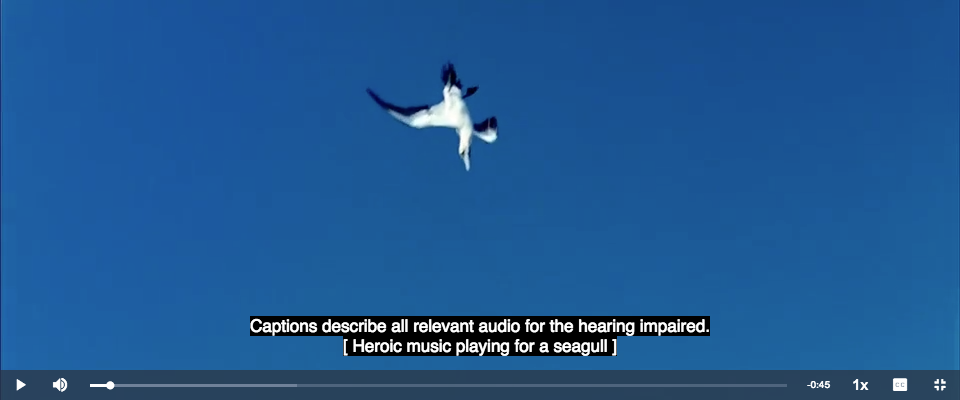 Captions describe all relevant audio for the hearing impaired.
[ Heroic music playing for a seagull ]
-0:45
1x
CC